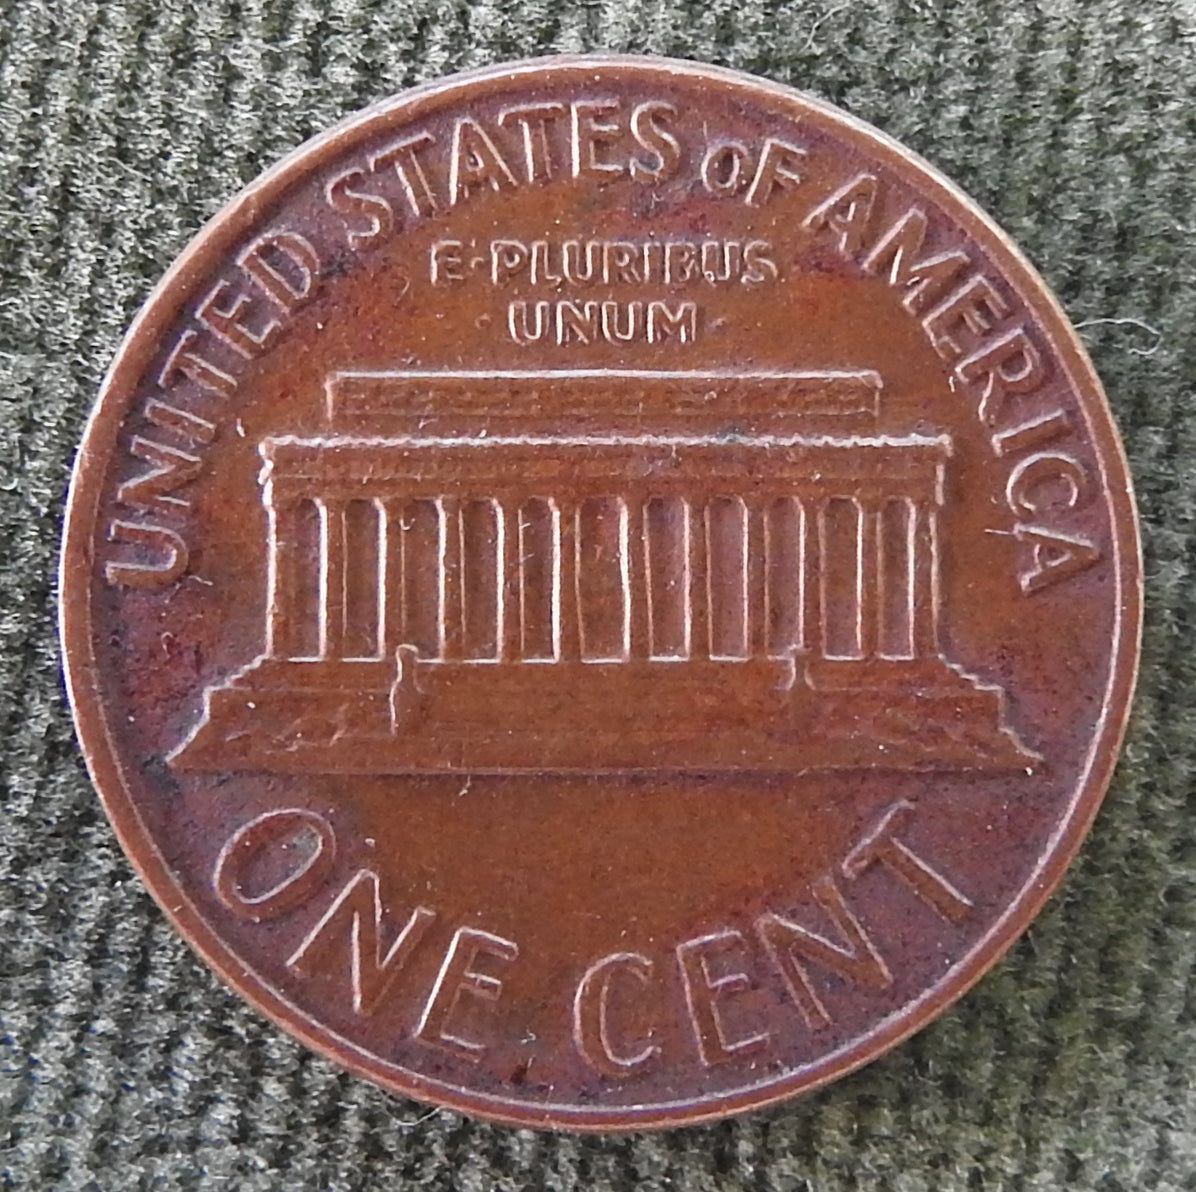 UNITED STATES OF AMERICA
E·PLURIBUS
·UNUM·
ONE CENT